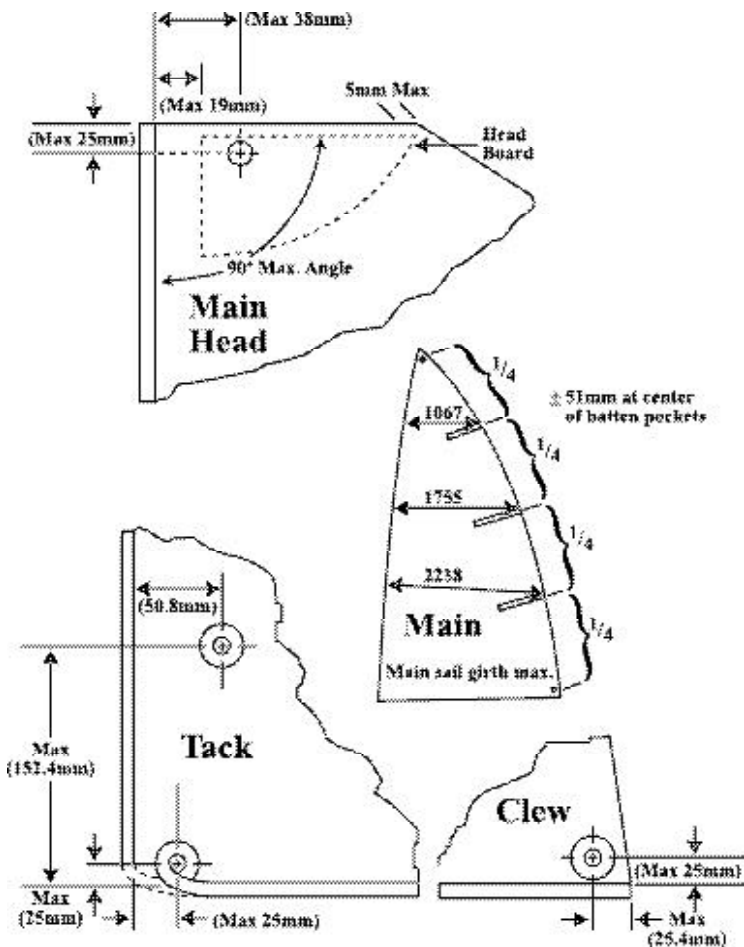 (Max 38mm)
(Max 19mm)
5mm Max
(Max 25mm)
Head
Board
90° Max. Angle
Main
Head
1/4
± 51mm at center
of batten pockets
1067
1/4
1755
1/4
2238
(50.8mm)
1/4
Main
Main sail girth max.
Max
(152.4mm)
Tack
Clew
(Max 25mm)
Max
(25mm)
(Max 25mm)
Max
(25.4mm)